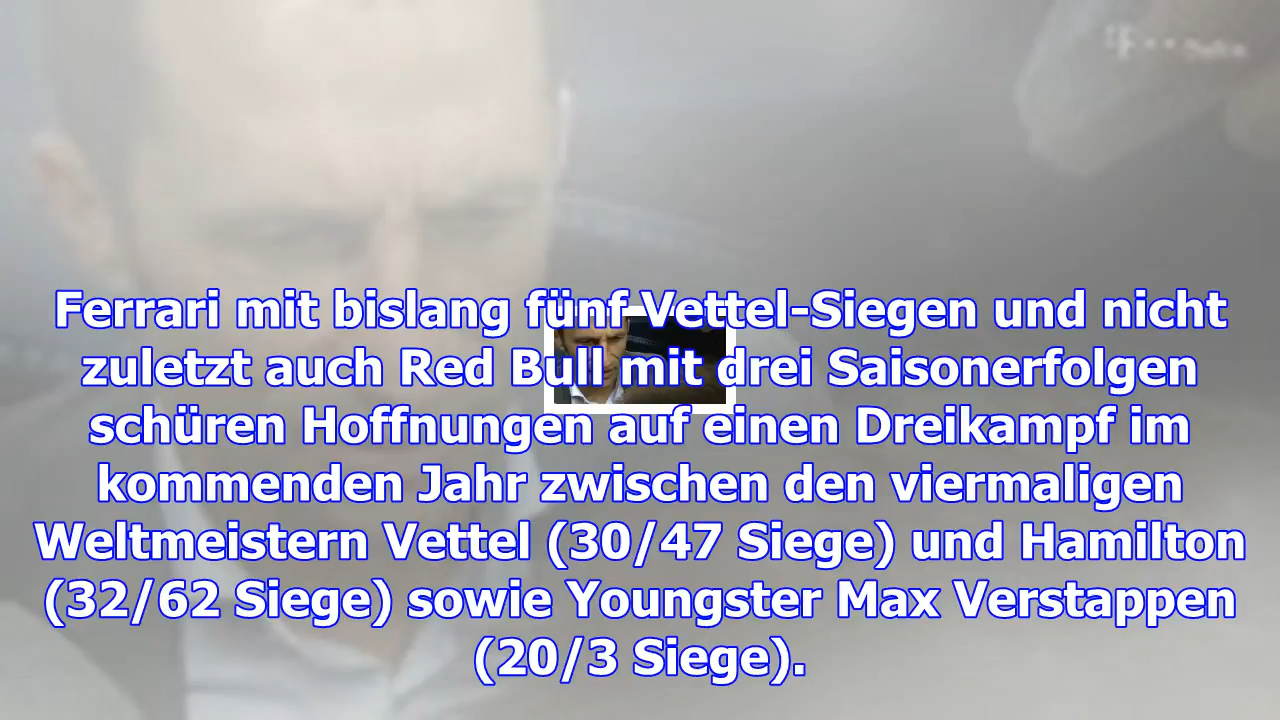 Ferrari mit bislang fünf Vettel-Siegen und nicht
zuletzt auch Red Bull mit drei Saisonerfolgen
schüren Hoffnungen auf einen Dreikampf im
kommenden Jahr zwischen den viermaligen
Weltmeistern Vettel (30/47 Siege) und Hamilton
(32/62 Siege) sowie Youngster Max Verstappen
(20/3 Siege).